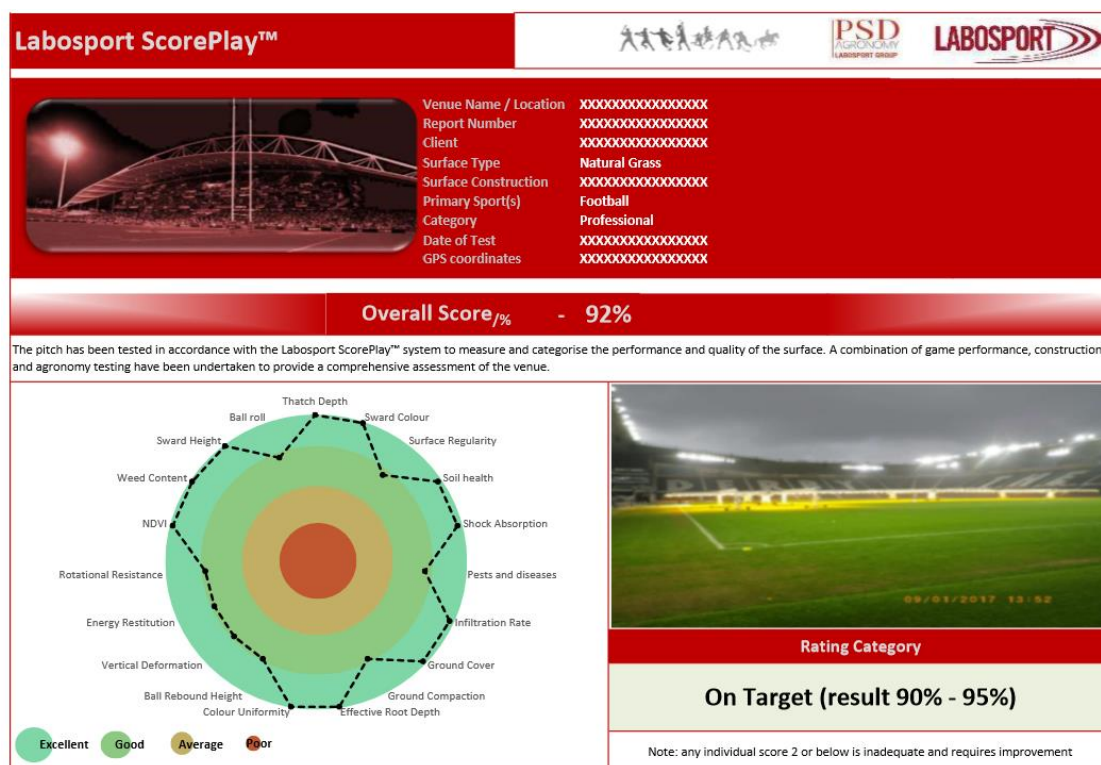 Labosport ScorePlay™
PSD
AGRONOMY
LABOSPORT GROUP
LABOSPORT
Venue Name / Location XXXXXXXXXXXXXXXX
Report Number XXXXXXXXXXXXXXXX
Client XXXXXXXXXXXXXXXX
Surface Type Natural Grass
Surface Construction XXXXXXXXXXXXXXXX
Primary Sport(s) Football
Category Professional
Date of Test XXXXXXXXXXXXXXXX
GPS coordinates XXXXXXXXXXXXXXXX
Overall Score/% - 92%
The pitch has been tested in accordance with the Labosport ScorePlay™ system to measure and categorise the performance and quality of the surface. A combination of game performance, construction
and agronomy testing have been undertaken to provide a comprehensive assessment of the venue.
Thatch Depth
Sward Colour
Surface Regularity
Soil health
Shock Absorption
Pests and diseases
Infiltration Rate
Ground Cover
Ground Compaction
Effective Root Depth
Colour Uniformity
Ball Rebound Height
Vertical Deformation
Energy Restitution
Rotational Resistance
NDVI
Weed Content
Sward Height
Ball roll
Excellent Good Average Poor
DERBY
09/01/2017 13:52
Rating Category
On Target (result 90% - 95%)
Note: any individual score 2 or below is inadequate and requires improvement